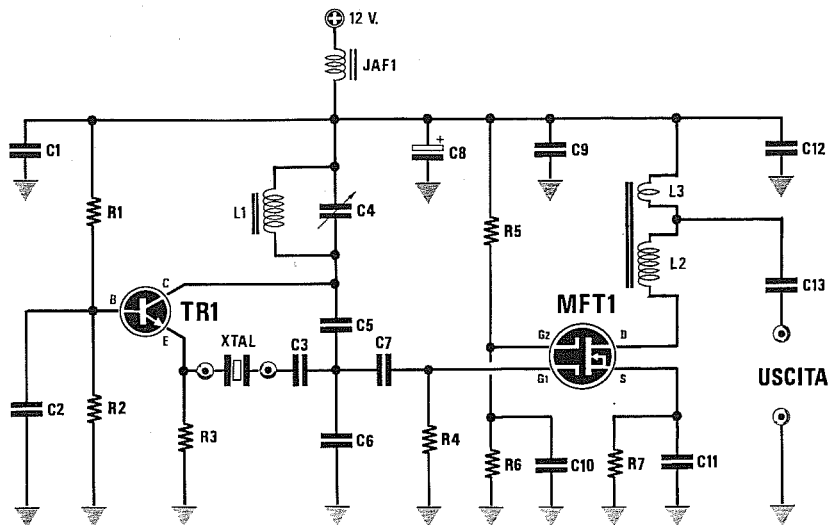 12 V.
JAF1
C1
R1
L1
C4
+
C8
C9
C12
L3
R5
L2
C13
B
C
E
TR1
C5
XTAL
C3
C7
MFT1
G2
D
G1
S
USCITA
C2
R2
R3
C6
R4
R6
C10
R7
C11